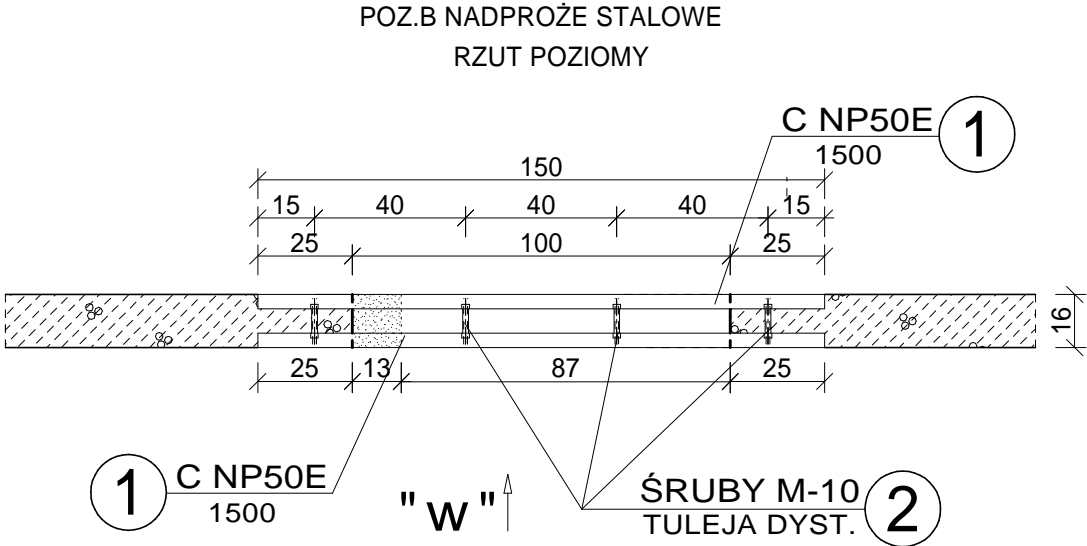 POZ.B NADPROŻE STALOWE
RZUT POZIOMY
C NP50E
1500
1
150
15 40 40 40 15
25 100 25
16
25 13 87 25
1
C NP50E
1500
"W"
ŚRUBY M-10
TULEJA DYST.
2